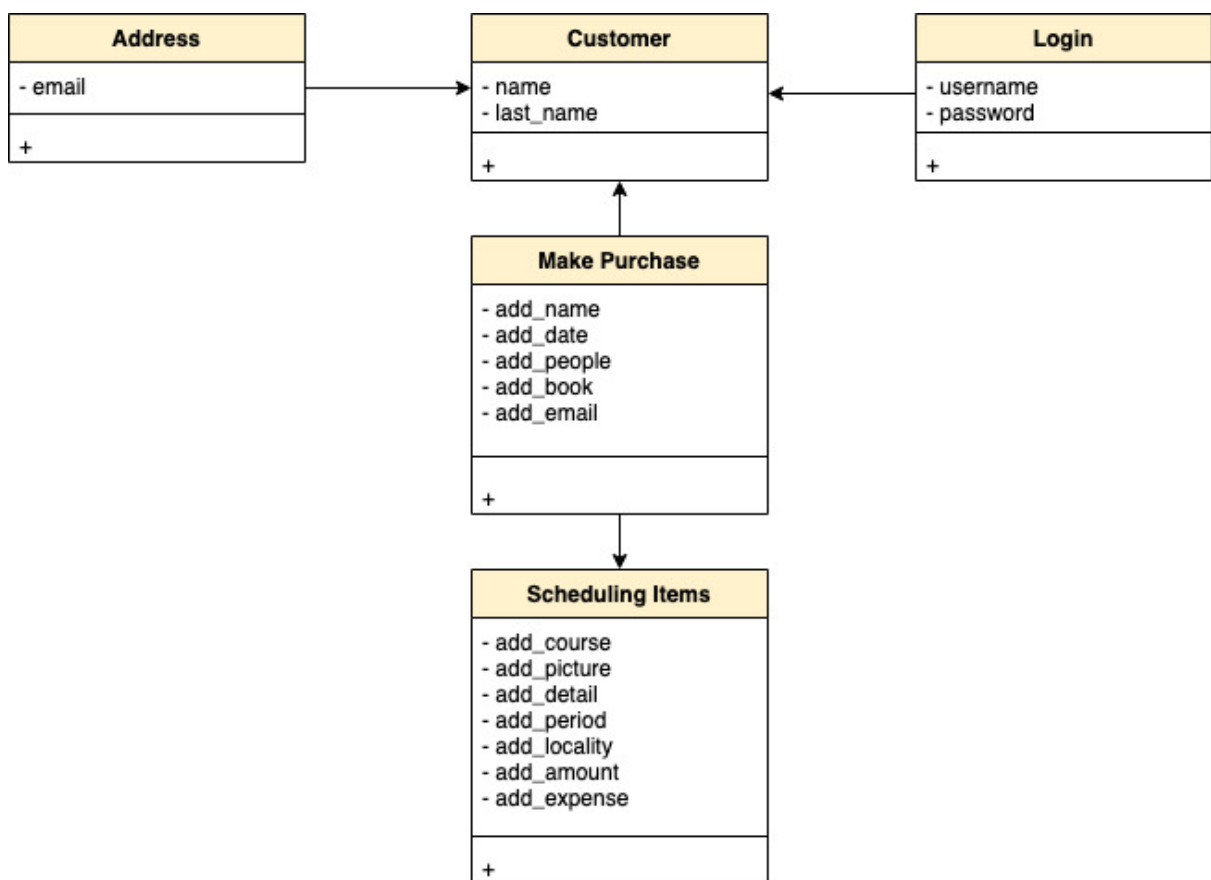 Address
- email
+
Customer
- name
- last_name
+
Login
- username
- password
+
Make Purchase
- add_name
- add_date
- add_people
- add_book
- add_email
+
Scheduling Items
- add_course
- add_picture
- add_detail
- add_period
- add_locality
- add_amount
- add_expense
+